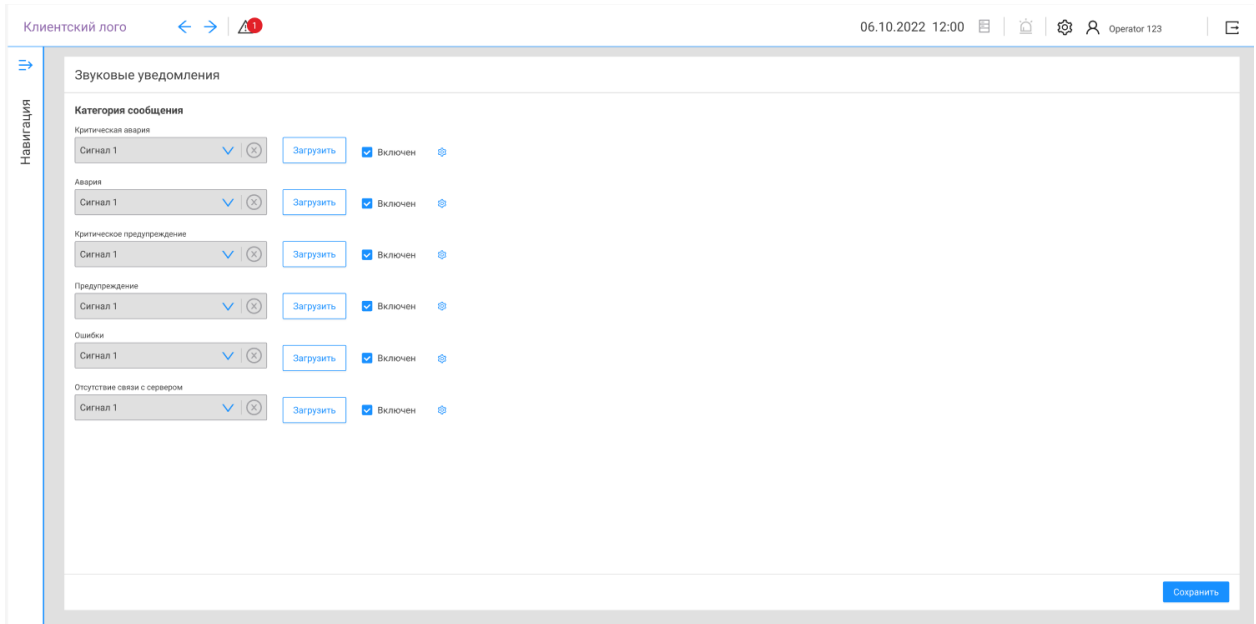 Клиентский лого 1 06.10.2022 12:00 Operator 123
Навигация
Звуковые уведомления
Категория сообщения
Критическая авария
Сигнал 1 Загрузить Включен
Авария
Сигнал 1 Загрузить Включен
Критическое предупреждение
Сигнал 1 Загрузить Включен
Предупреждение
Сигнал 1 Загрузить Включен
Ошибки
Сигнал 1 Загрузить Включен
Отсутствие связи с сервером
Сигнал 1 Загрузить Включен
Сохранить